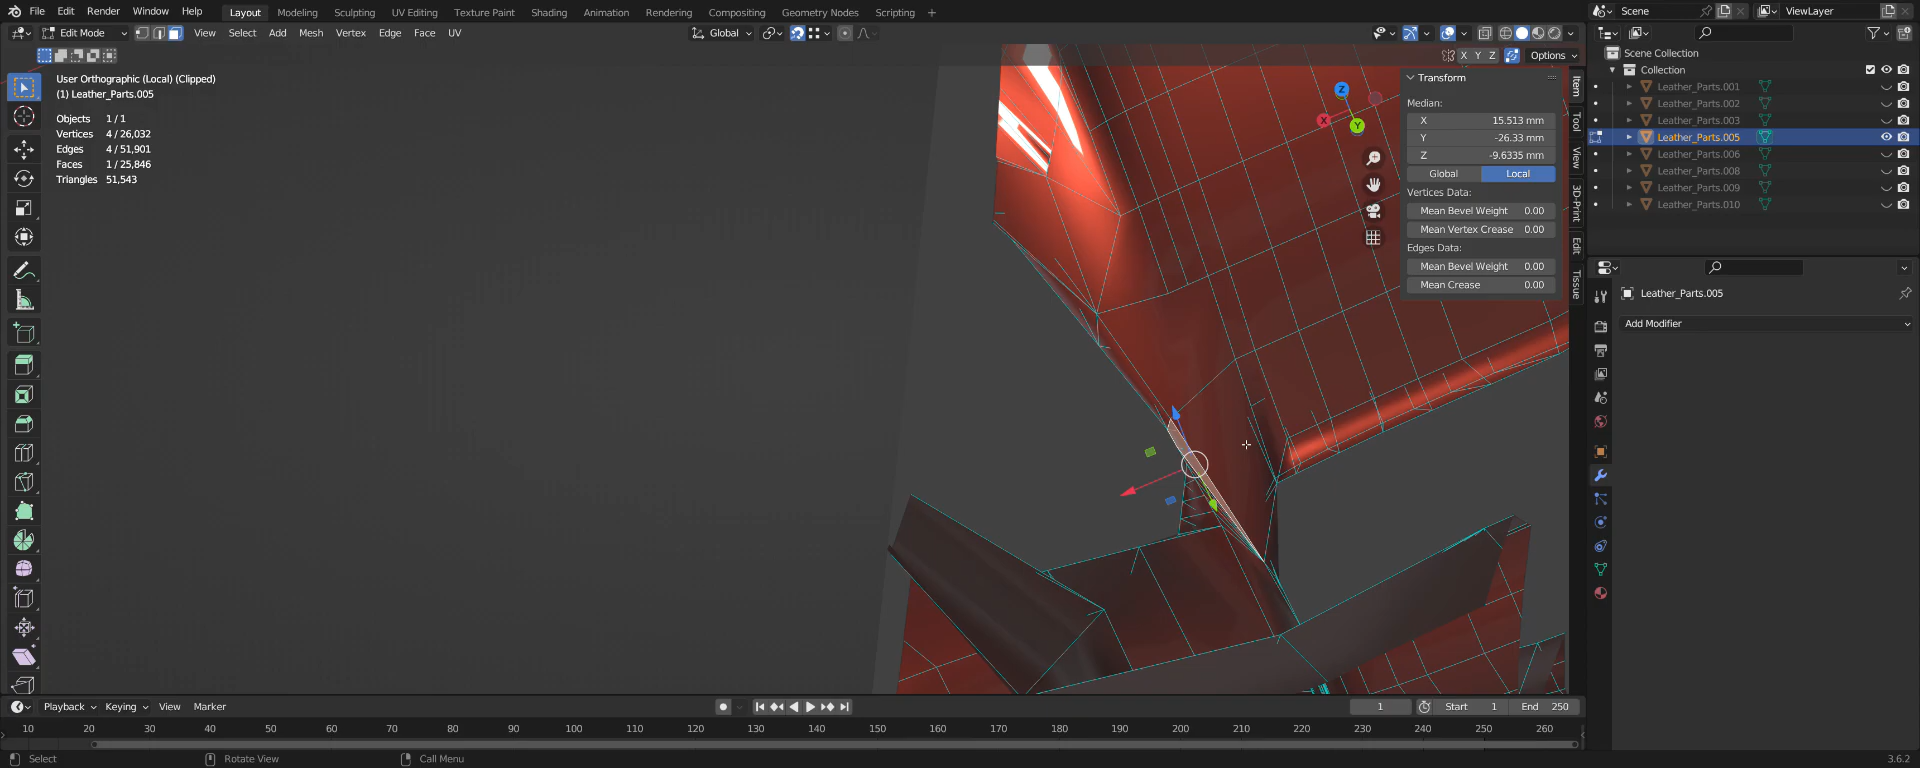 File Edit Render Window Help Layout Modeling Sculpting UV Editing Texture Paint Shading Animation Rendering Compositing Geometry Nodes Scripting + Scene ViewLayer
Edit Mode View Select Add Mesh Vertex Edge Face UV Global
X Y Z Options
User Orthographic (Local) (Clipped)
(1) Leather_Parts.005
Objects 1 / 1
Vertices 4 / 26,032
Edges 4 / 51,901
Faces 1 / 25,846
Triangles 51,543
Z
X
Y
Transform
Median:
X 15.513 mm
Y -26.33 mm
Z -9.6335 mm
Global Local
Vertices Data:
Mean Bevel Weight 0.00
Mean Vertex Crease 0.00
Edges Data:
Mean Bevel Weight 0.00
Mean Crease 0.00
Item
Tool
View
3D-Print
Edit
Tissue
Scene Collection
Collection
Leather_Parts.001
Leather_Parts.002
Leather_Parts.003
Leather_Parts.005
Leather_Parts.006
Leather_Parts.008
Leather_Parts.009
Leather_Parts.010
Leather_Parts.005
Add Modifier
Playback Keying View Marker 1 Start 1 End 250
10 20 30 40 50 60 70 80 90 100 110 120 130 140 150 160 170 180 190 200 210 220 230 240 250 260
Select Rotate View Call Menu 3.6.2